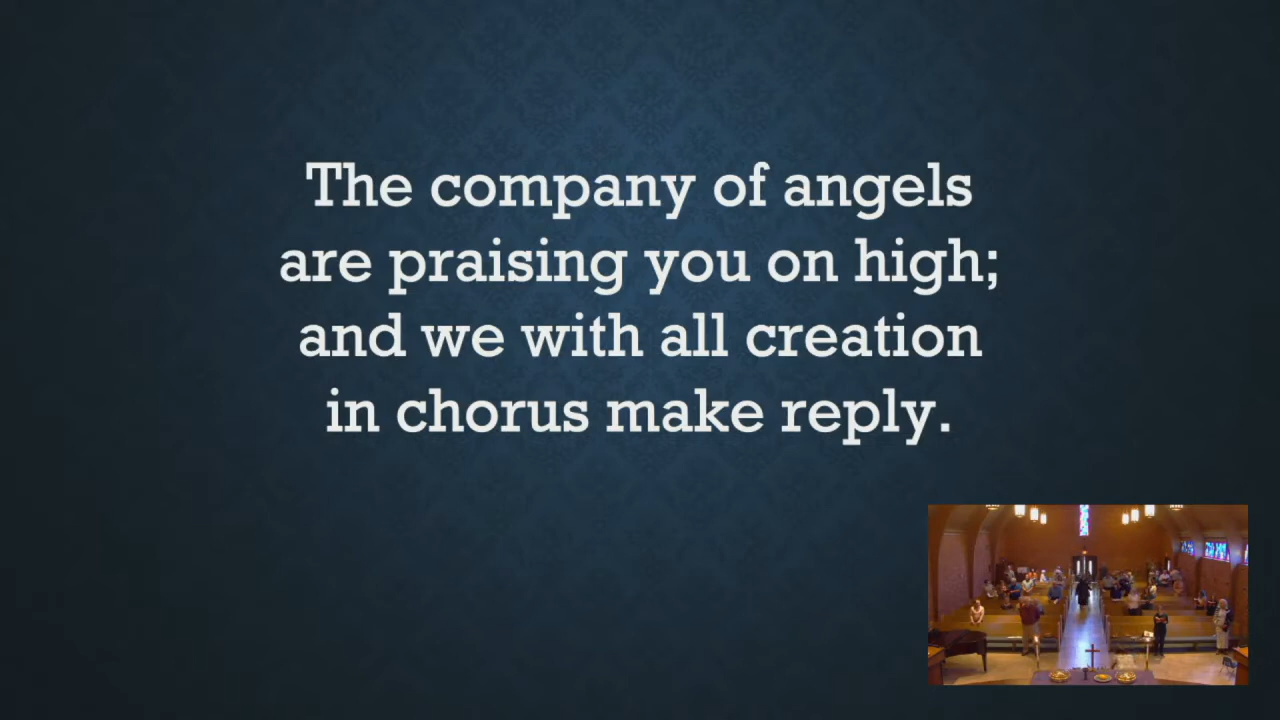 The company of angels
are praising you on high;
and we with all creation
in chorus make reply.